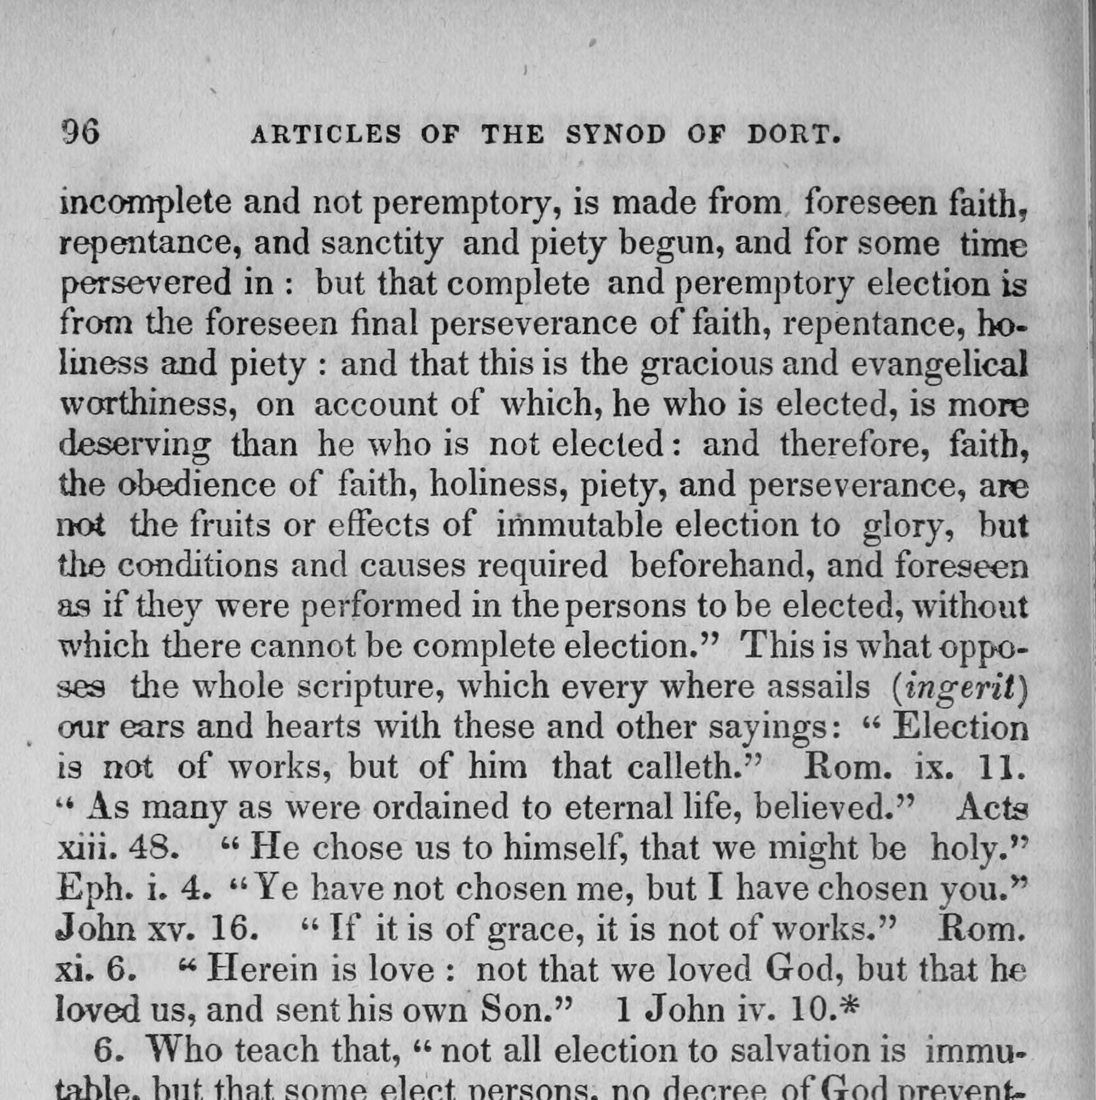 96 ARTICLES OF THE SYNOD OF DORT.
incomplete and not peremptory, is made from foreseen faith,
repentance, and sanctity and piety begun, and for some time
persevered in : but that complete and peremptory election is
from the foreseen final perseverance of faith, repentance, ho-
liness and piety : and that this is the gracious and evangelical
worthiness, on account of which, he who is elected, is more
deserving than he who is not elected : and therefore, faith,
the obedience of faith, holiness, piety, and perseverance, are
not the fruits or effects of immutable election to glory, but
the conditions and causes required beforehand, and foreseen
as if they were performed in the persons to be elected, without
which there cannot be complete election.” This is what oppo-
ses the whole scripture, which every where assails (ingerit)
our ears and hearts with these and other sayings: “ Election
is not of works, but of him that calleth.” Rom. ix. 11.
“ As many as were ordained to eternal life, believed.” Acts
xiii. 48. “ He chose us to himself, that we might be holy.”
Eph. i. 4. “ Ye have not chosen me, but I have chosen you.”
John xv. 16. “ If it is of grace, it is not of works.” Rom.
xi. 6. “ Herein is love : not that we loved God, but that he
loved us, and sent his own Son.” 1 John iv. 10.*
6. Who teach that, “ not all election to salvation is immu-
table, but that some elect persons, no decree of God prevent-